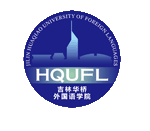 JILIN HUAQIAO UNIVERSITY OF FOREIGN LANGUAGES
HQUFL
吉林华桥
外国语学院